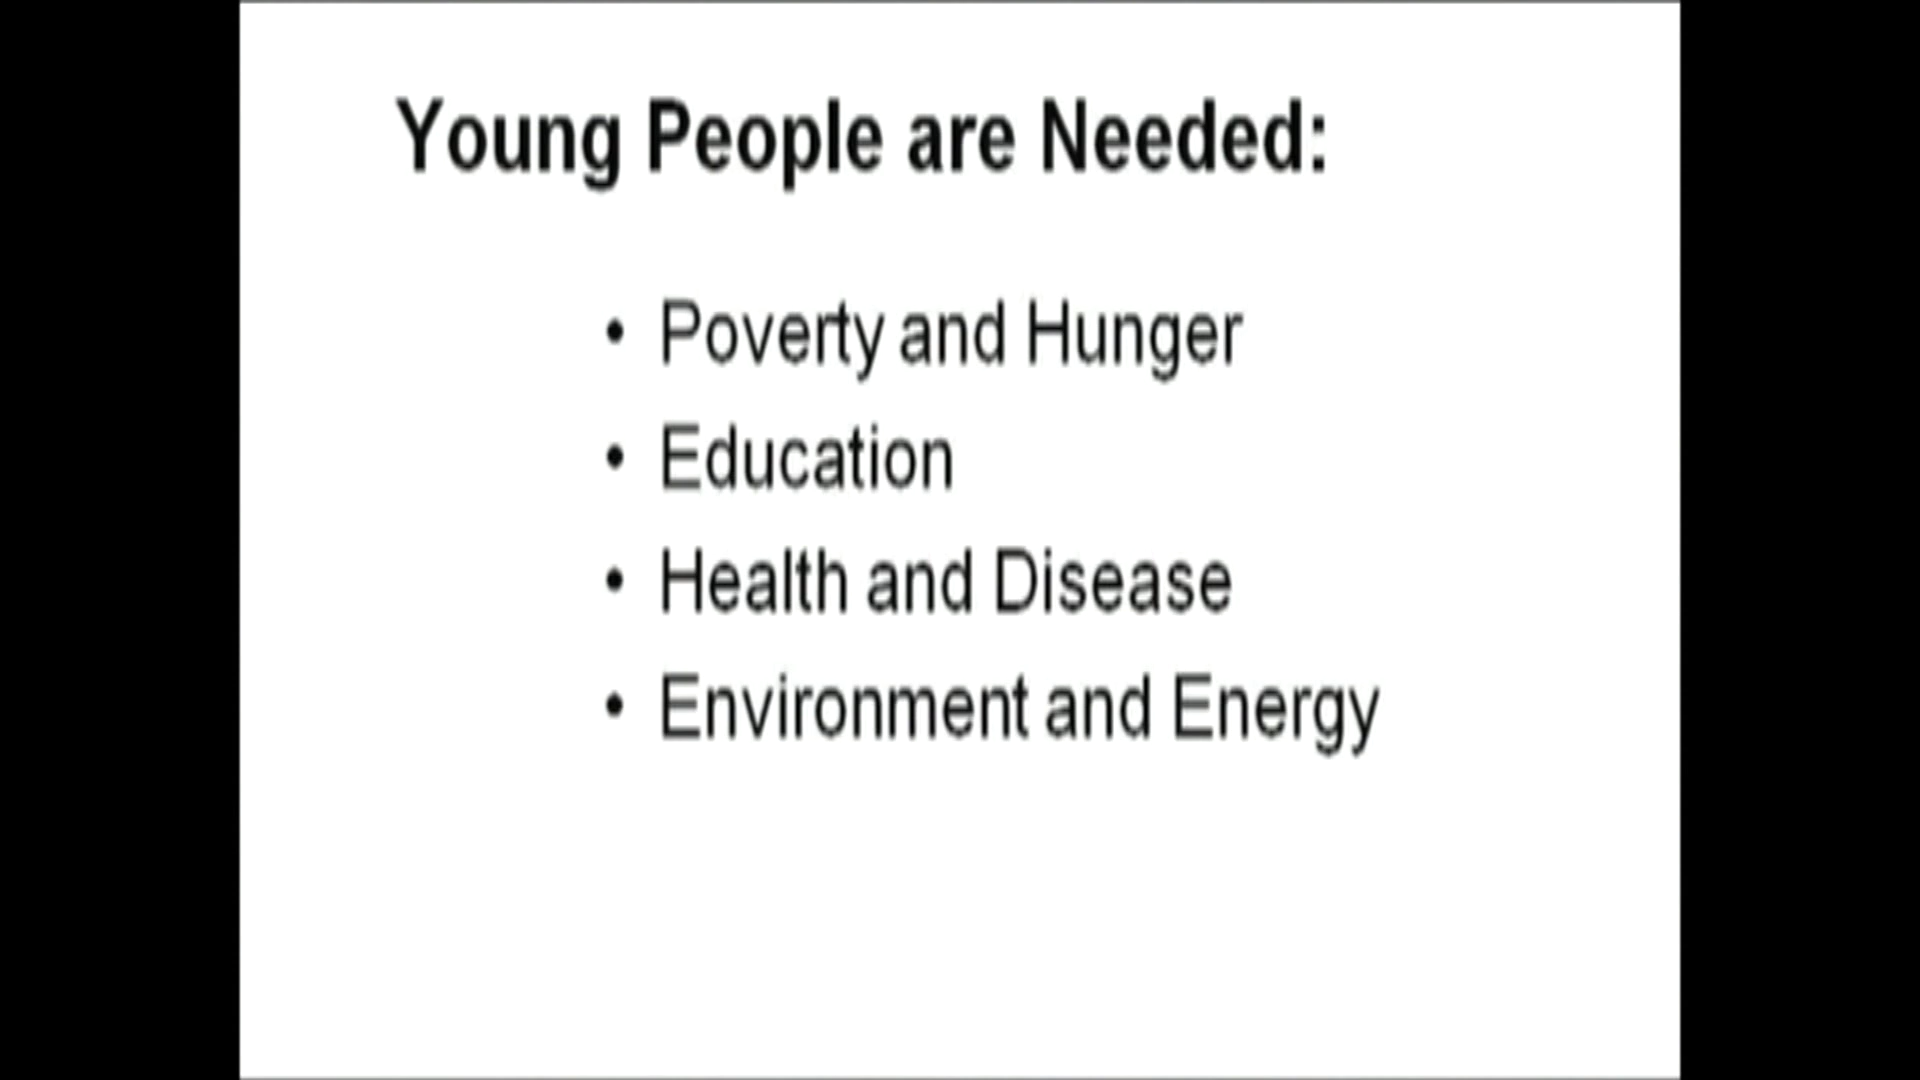 Young People are Needed:
• Poverty and Hunger
• Education
• Health and Disease
• Environment and Energy